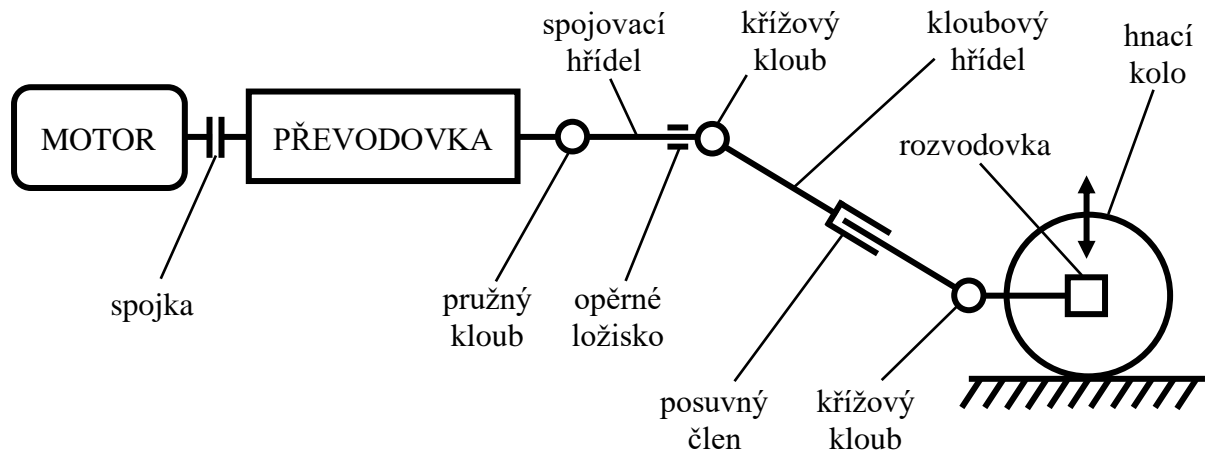 spojovací
hřídel
křížový
kloub
kloubový
hřídel
hnací
kolo
MOTOR
PŘEVODOVKA
rozvodovka
spojka
pružný
kloub
opěrné
ložisko
posuvný
člen
křížový
kloub